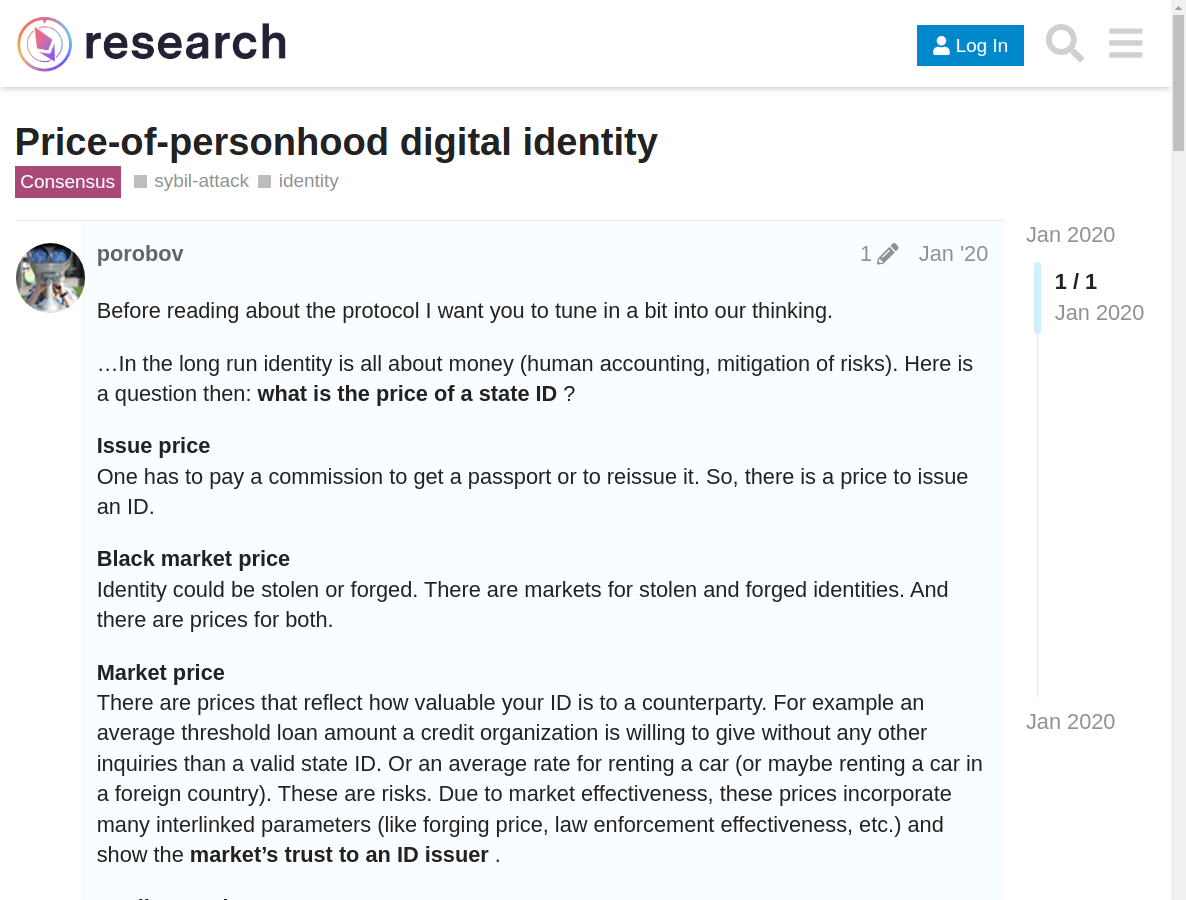 research
Log In
Price-of-personhood digital identity
Consensus
sybil-attack
identity
porobov
1
Jan '20
Before reading about the protocol I want you to tune in a bit into our thinking.
…In the long run identity is all about money (human accounting, mitigation of risks). Here is
a question then: what is the price of a state ID ?
Issue price
One has to pay a commission to get a passport or to reissue it. So, there is a price to issue
an ID.
Black market price
Identity could be stolen or forged. There are markets for stolen and forged identities. And
there are prices for both.
Market price
There are prices that reflect how valuable your ID is to a counterparty. For example an
average threshold loan amount a credit organization is willing to give without any other
inquiries than a valid state ID. Or an average rate for renting a car (or maybe renting a car in
a foreign country). These are risks. Due to market effectiveness, these prices incorporate
many interlinked parameters (like forging price, law enforcement effectiveness, etc.) and
show the market’s trust to an ID issuer .
Jan 2020
1 / 1
Jan 2020
Jan 2020